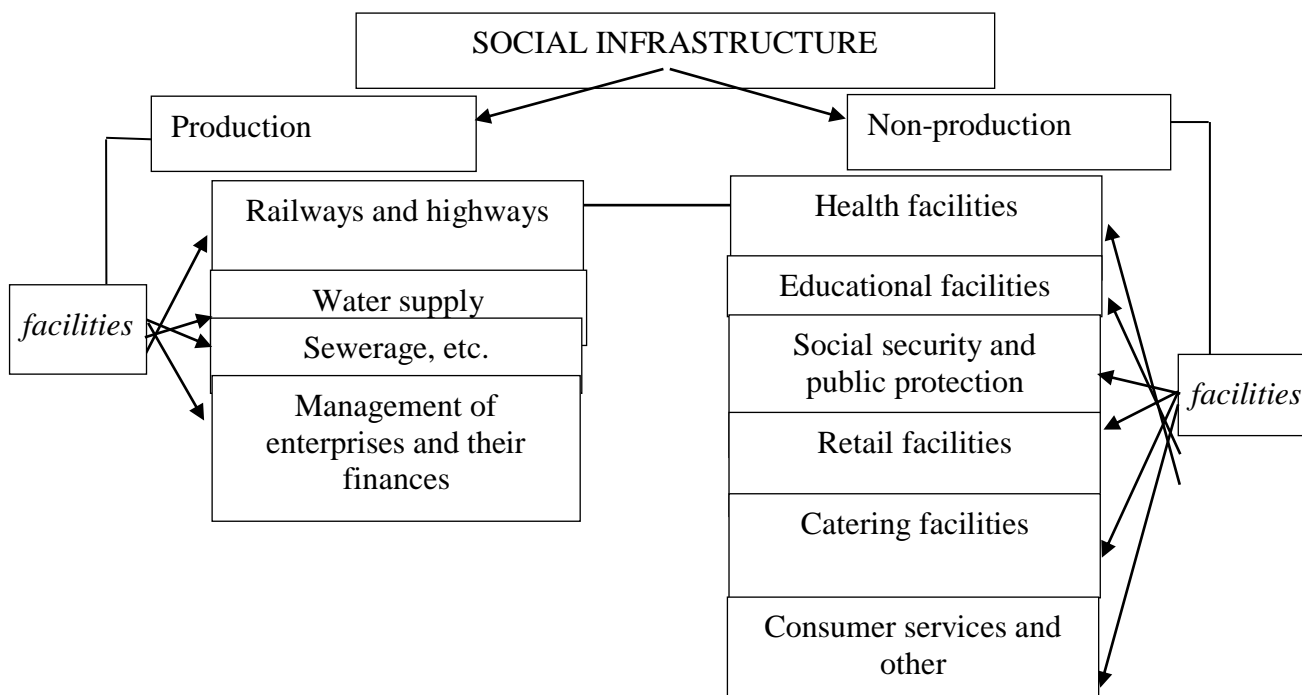 SOCIAL INFRASTRUCTURE
Production
Non-production
Railways and highways
Water supply
Sewerage, etc.
Management of
enterprises and their
finances
facilities
Health facilities
Educational facilities
Social security and
public protection
Retail facilities
Catering facilities
Consumer services and
other
facilities